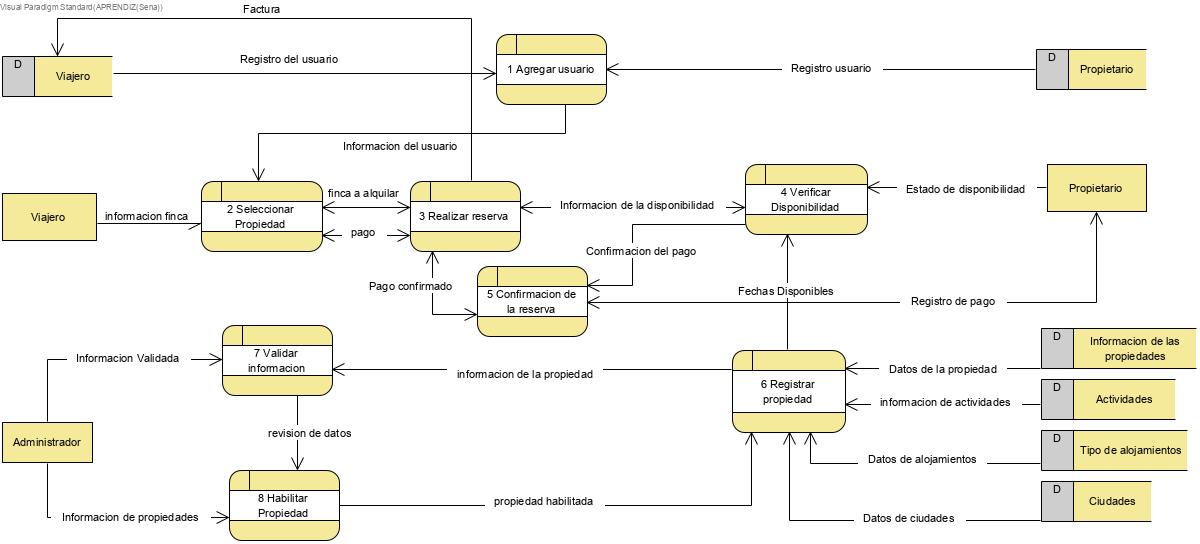 Visual Paradigm Standard(APRENDIZ(Sena))
Factura
D
Viajero
Registro del usuario
1 Agregar usuario
Registro usuario
D
Propietario
Informacion del usuario
Viajero
informacion finca
2 Seleccionar
Propiedad
finca a alquilar
pago
3 Realizar reserva
Informacion de la disponibilidad
4 Verificar
Disponibilidad
Estado de disponibilidad
Propietario
Confirmacion del pago
Pago confirmado
5 Confirmacion de
la reserva
Fechas Disponibles
Registro de pago
Informacion Validada
7 Validar
informacion
informacion de la propiedad
6 Registrar
propiedad
Datos de la propiedad
D
Informacion de las
propiedades
informacion de actividades
D
Actividades
Administrador
revision de datos
Datos de alojamientos
D
Tipo de alojamientos
Informacion de propiedades
8 Habilitar
Propiedad
propiedad habilitada
Datos de ciudades
D
Ciudades